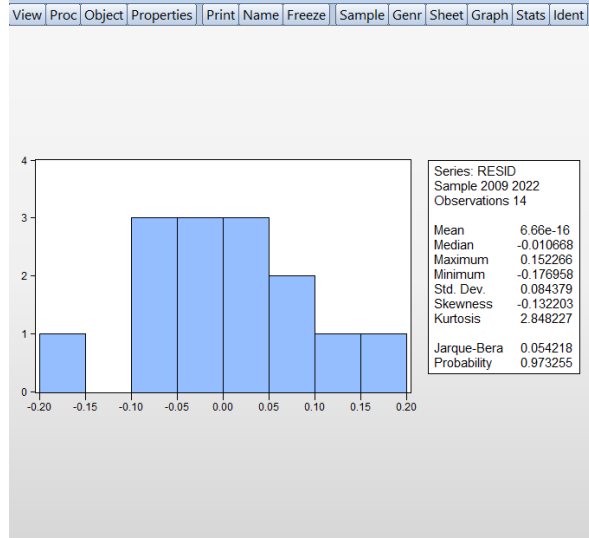 View Proc Object Properties Print Name Freeze Sample Genr Sheet Graph Stats Ident
4
3
2
1
0
-0.20 -0.15 -0.10 -0.05 0.00 0.05 0.10 0.15 0.20
Series: RESID
Sample 2009 2022
Observations 14
Mean 6.66e-16
Median -0.010668
Maximum 0.152266
Minimum -0.176958
Std. Dev. 0.084379
Skewness -0.132203
Kurtosis 2.848227
Jarque-Bera 0.054218
Probability 0.973255